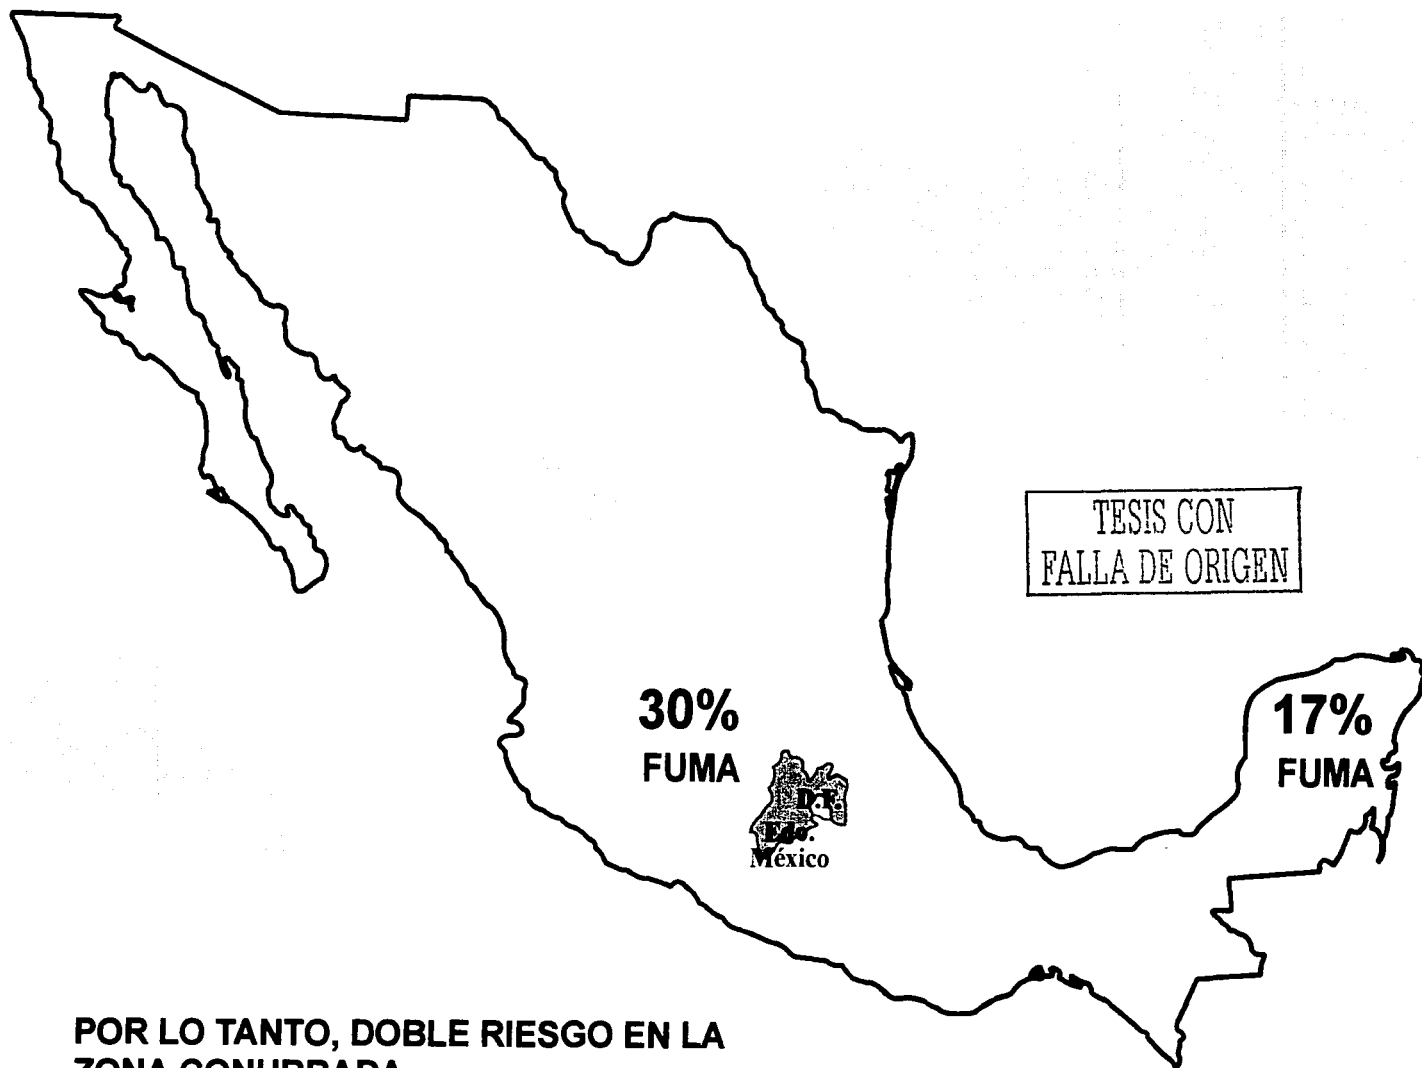 TESIS CON
FALLA DE ORIGEN
30%
FUMA
17%
FUMA
D.F.
Edo.
México
POR LO TANTO, DOBLE RIESGO EN LA
ZONA CONURBADA